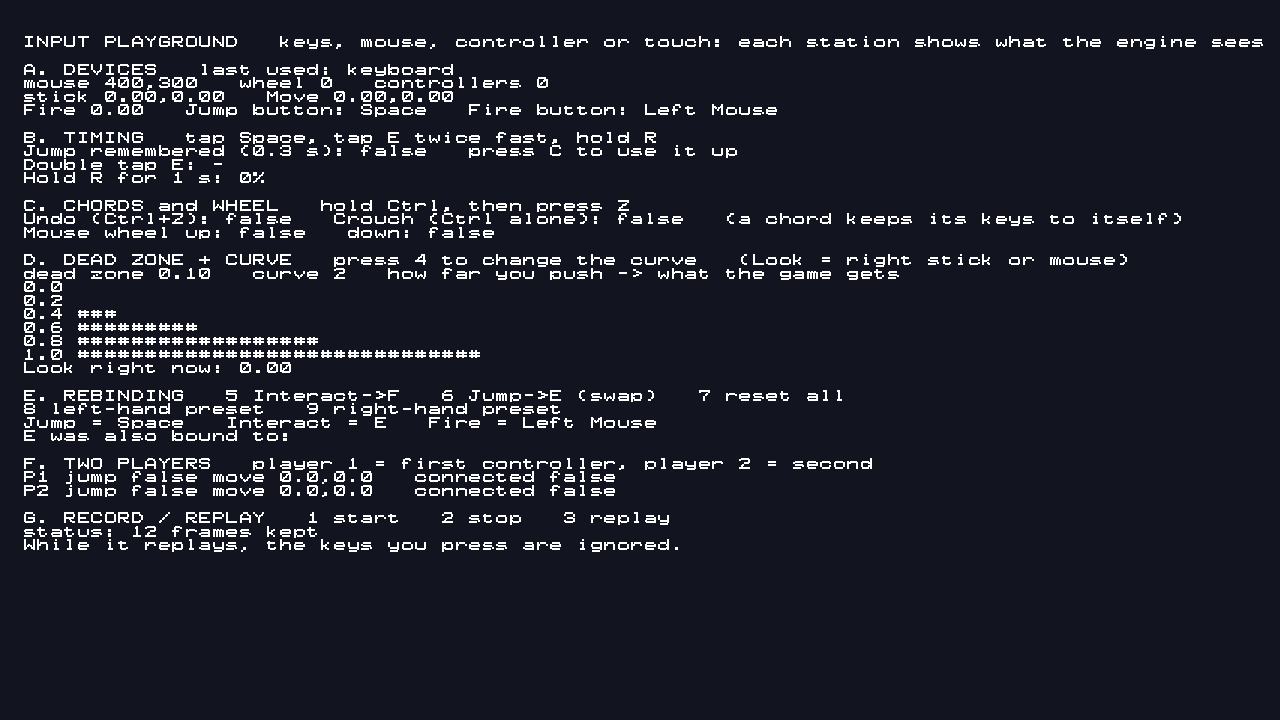 INPUT PLAYGROUND   keys, mouse, controller or touch: each station shows what the engine sees
A. DEVICES   last used: keyboard
mouse 400,300   wheel 0   controllers 0
stick 0.00,0.00   Move 0.00,0.00
Fire 0.00   Jump button: Space   Fire button: Left Mouse
B. TIMING   tap Space, tap E twice fast, hold R
Jump remembered (0.3 s): false   press C to use it up
Double tap E: -
Hold R for 1 s: 0%
C. CHORDS and WHEEL   hold Ctrl, then press Z
Undo (Ctrl+Z): false   Crouch (Ctrl alone): false   (a chord keeps its keys to itself)
Mouse wheel up: false   down: false
D. DEAD ZONE + CURVE   press 4 to change the curve   (Look = right stick or mouse)
dead zone 0.10   curve 2   how far you push -> what the game gets
0.0
0.2
0.4 ###
0.6 #########
0.8 ##################
1.0 ##############################
Look right now: 0.00
E. REBINDING   5 Interact->F   6 Jump->E (swap)   7 reset all
8 left-hand preset   9 right-hand preset
Jump = Space   Interact = E   Fire = Left Mouse
E was also bound to:
F. TWO PLAYERS   player 1 = first controller, player 2 = second
P1 jump false move 0.0,0.0   connected false
P2 jump false move 0.0,0.0   connected false
G. RECORD / REPLAY   1 start   2 stop   3 replay
status: 12 frames kept
While it replays, the keys you press are ignored.